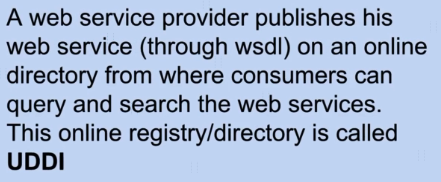 A web service provider publishes his
web service (through wsdl) on an online
directory from where consumers can
query and search the web services.
This online registry/directory is called
UDDI